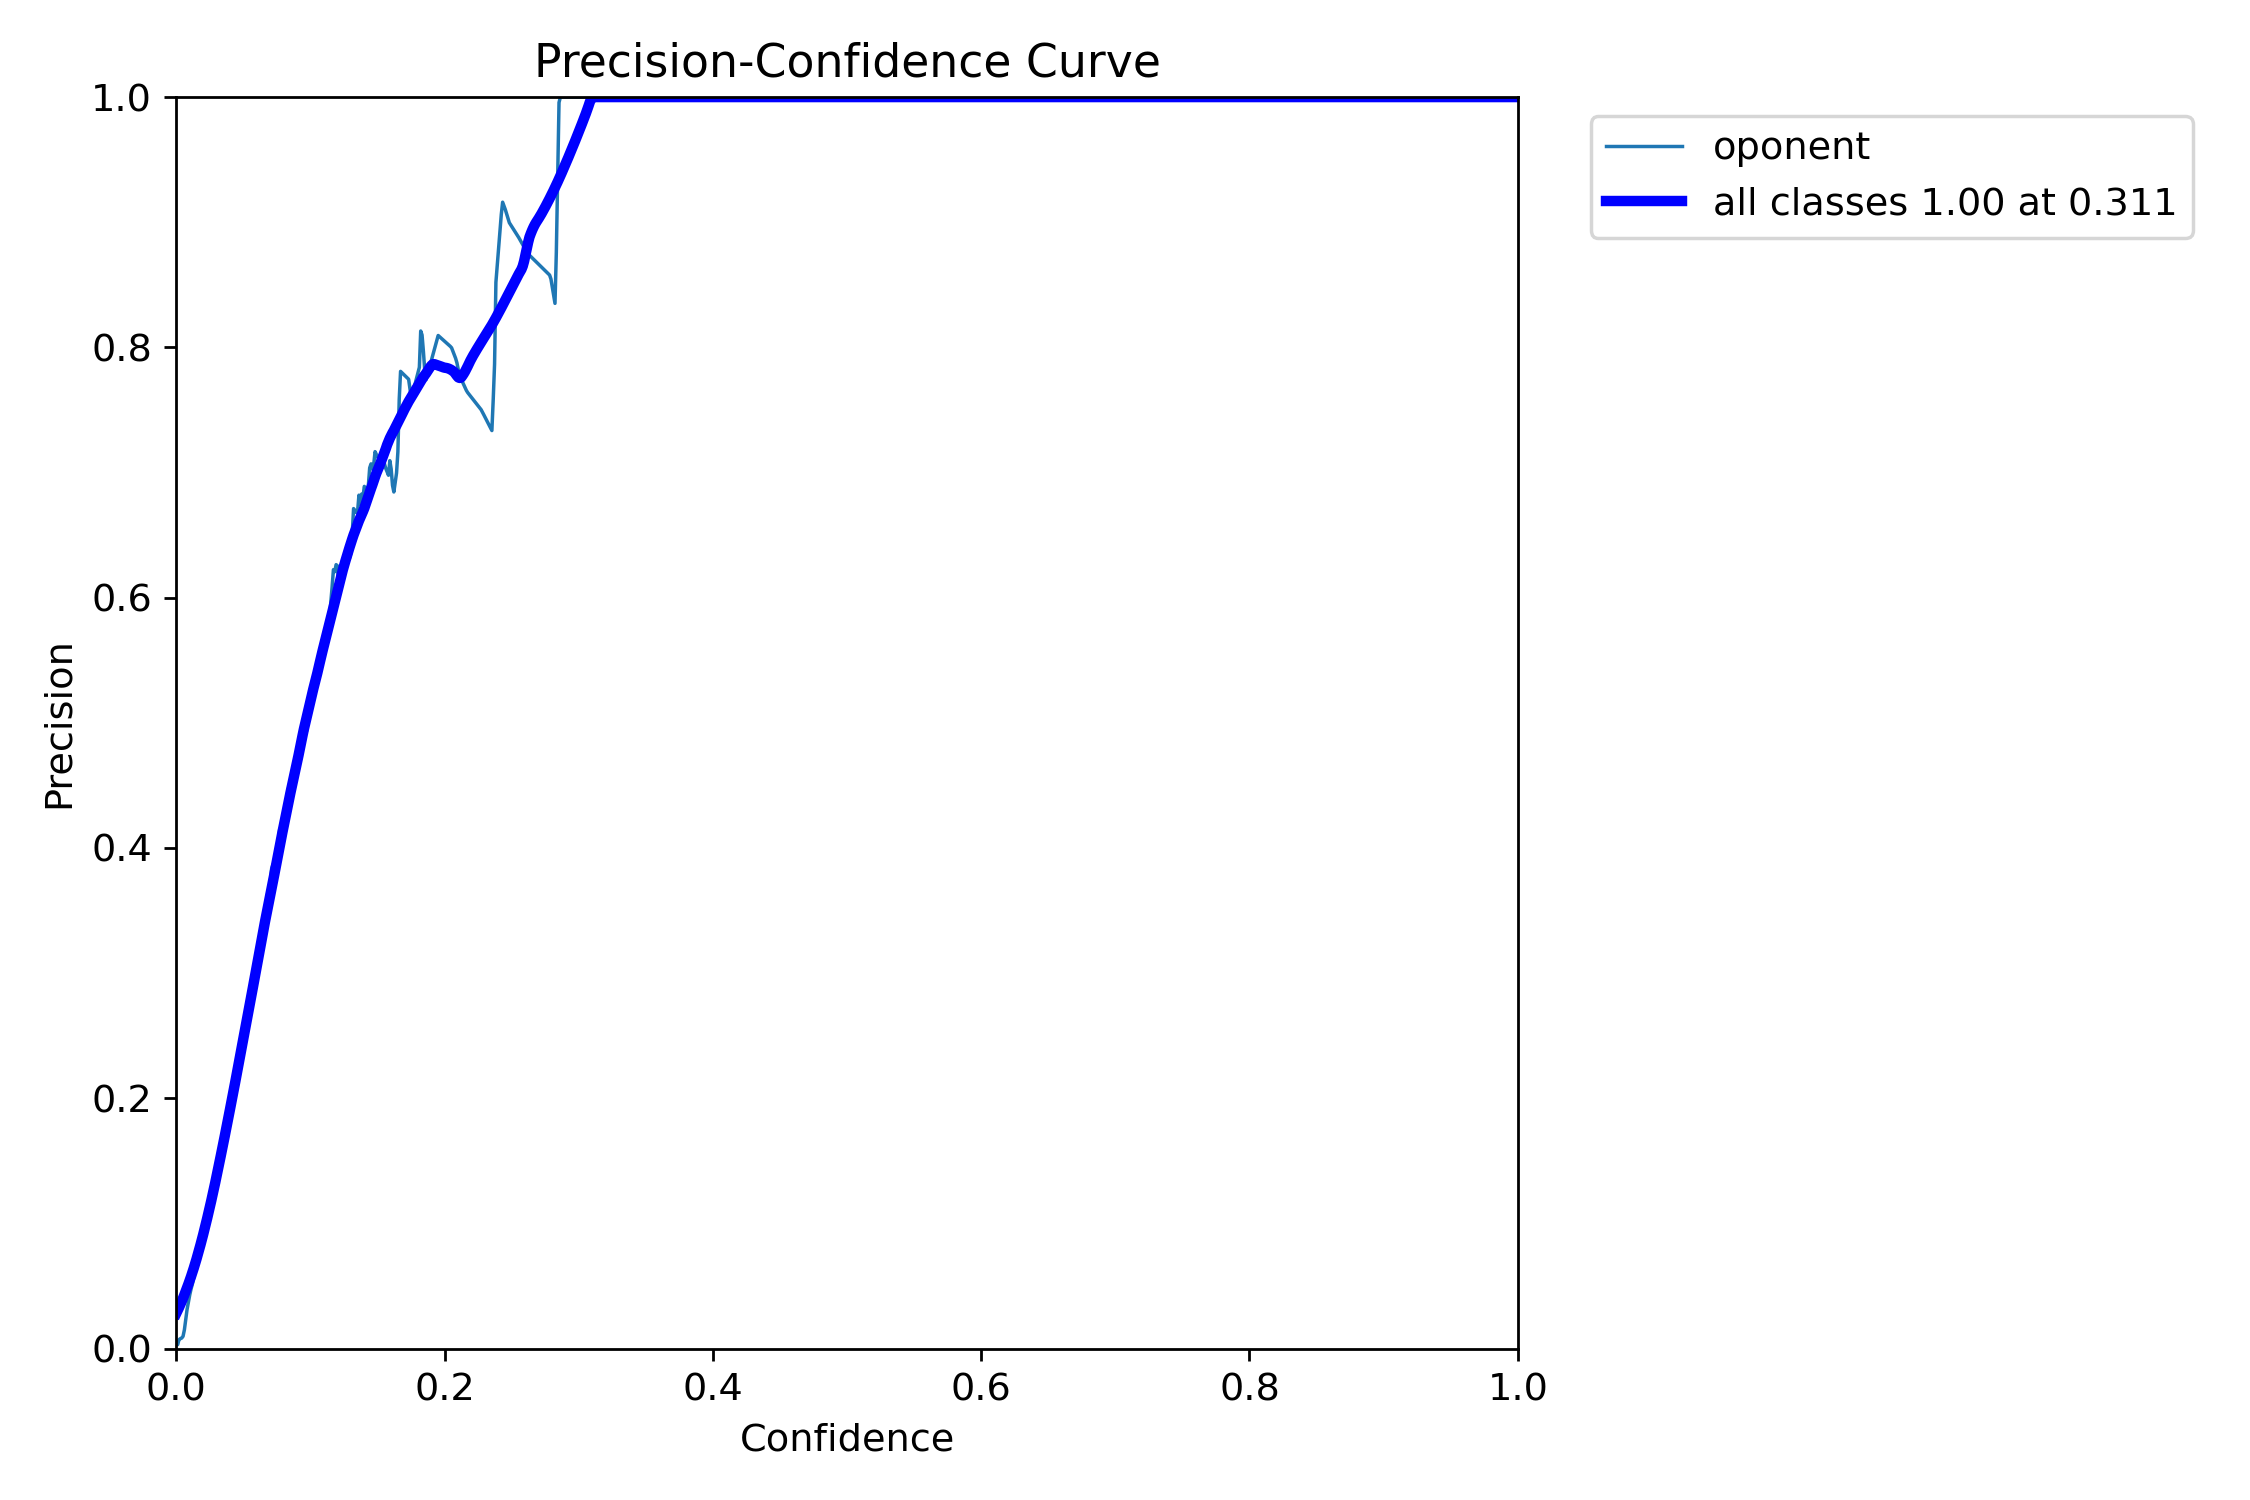 Precision-Confidence Curve
1.0
0.8
0.6
0.4
0.2
0.0
Precision
0.0 0.2 0.4 0.6 0.8 1.0
Confidence
oponent
all classes 1.00 at 0.311